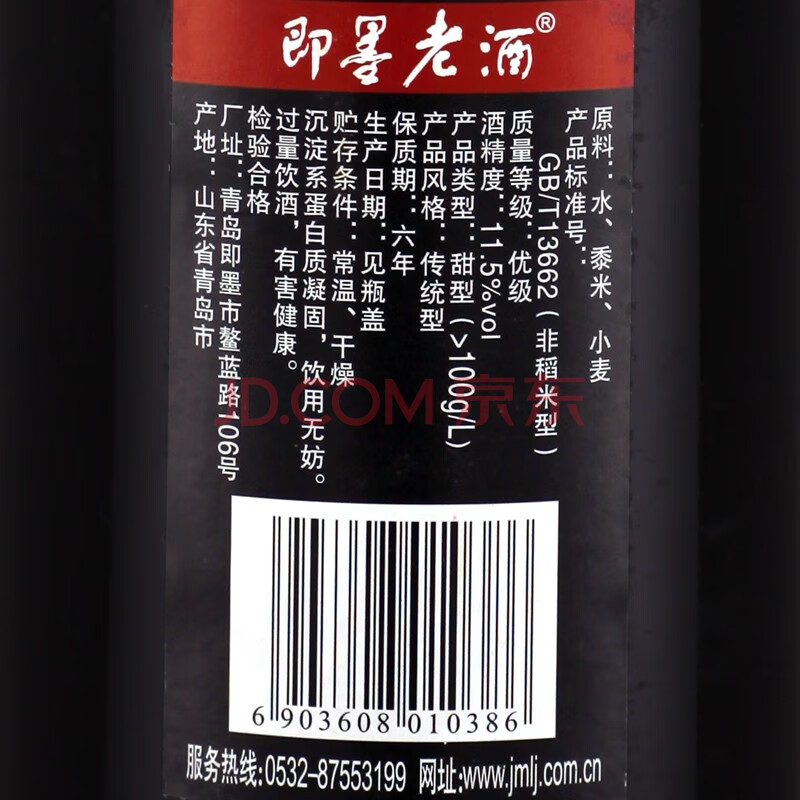 即墨老酒®
原料：水、黍米、小麦
产品标准号：
GB/T13662（非稻米型）
质量等级：优级
酒精度：11.5%vol
产品类型：甜型（>100g/L）
产品风格：传统型
保质期：六年
生产日期：见瓶盖
贮存条件：常温、干燥
沉淀系蛋白质凝固，饮用无妨。
过量饮酒，有害健康。
检验合格
厂址：青岛即墨市鳌蓝路106号
产地：山东省青岛市
JD.COM 京东
6 903608 010386
服务热线:0532-87553199 网址:www.jmlj.com.cn